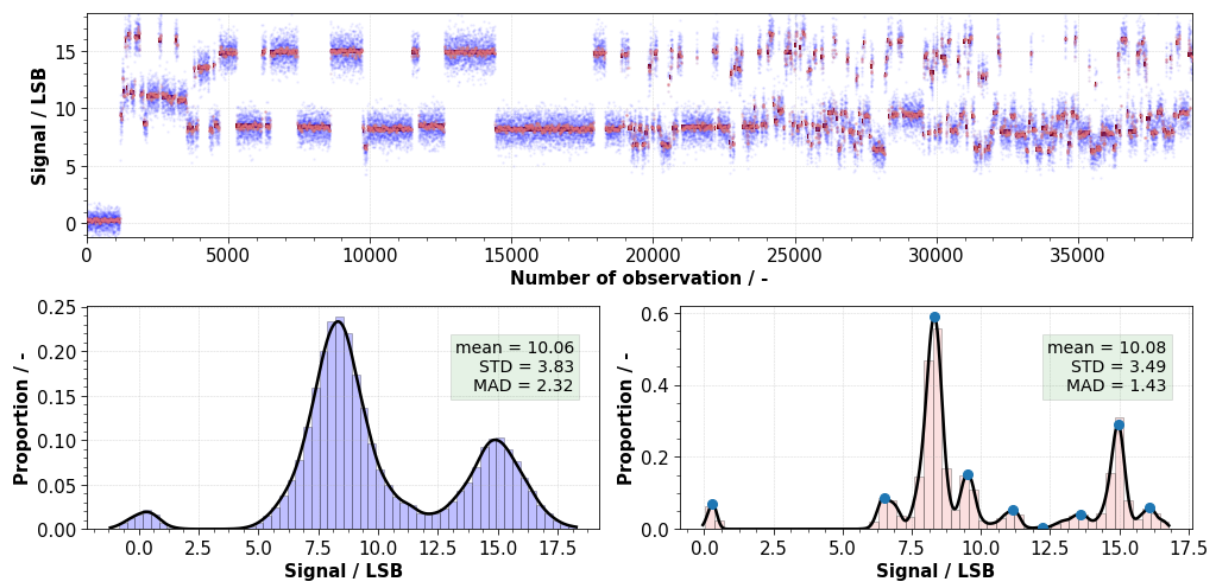 15
10
5
0
Signal / LSB
0 5000 10000 15000 20000 25000 30000 35000
Number of observation / -
0.25
0.20
0.15
0.10
0.05
0.00
Proportion / -
mean = 10.06
STD = 3.83
MAD = 2.32
0.0 2.5 5.0 7.5 10.0 12.5 15.0 17.5
Signal / LSB
0.6
0.4
0.2
0.0
Proportion / -
mean = 10.08
STD = 3.49
MAD = 1.43
0.0 2.5 5.0 7.5 10.0 12.5 15.0 17.5
Signal / LSB